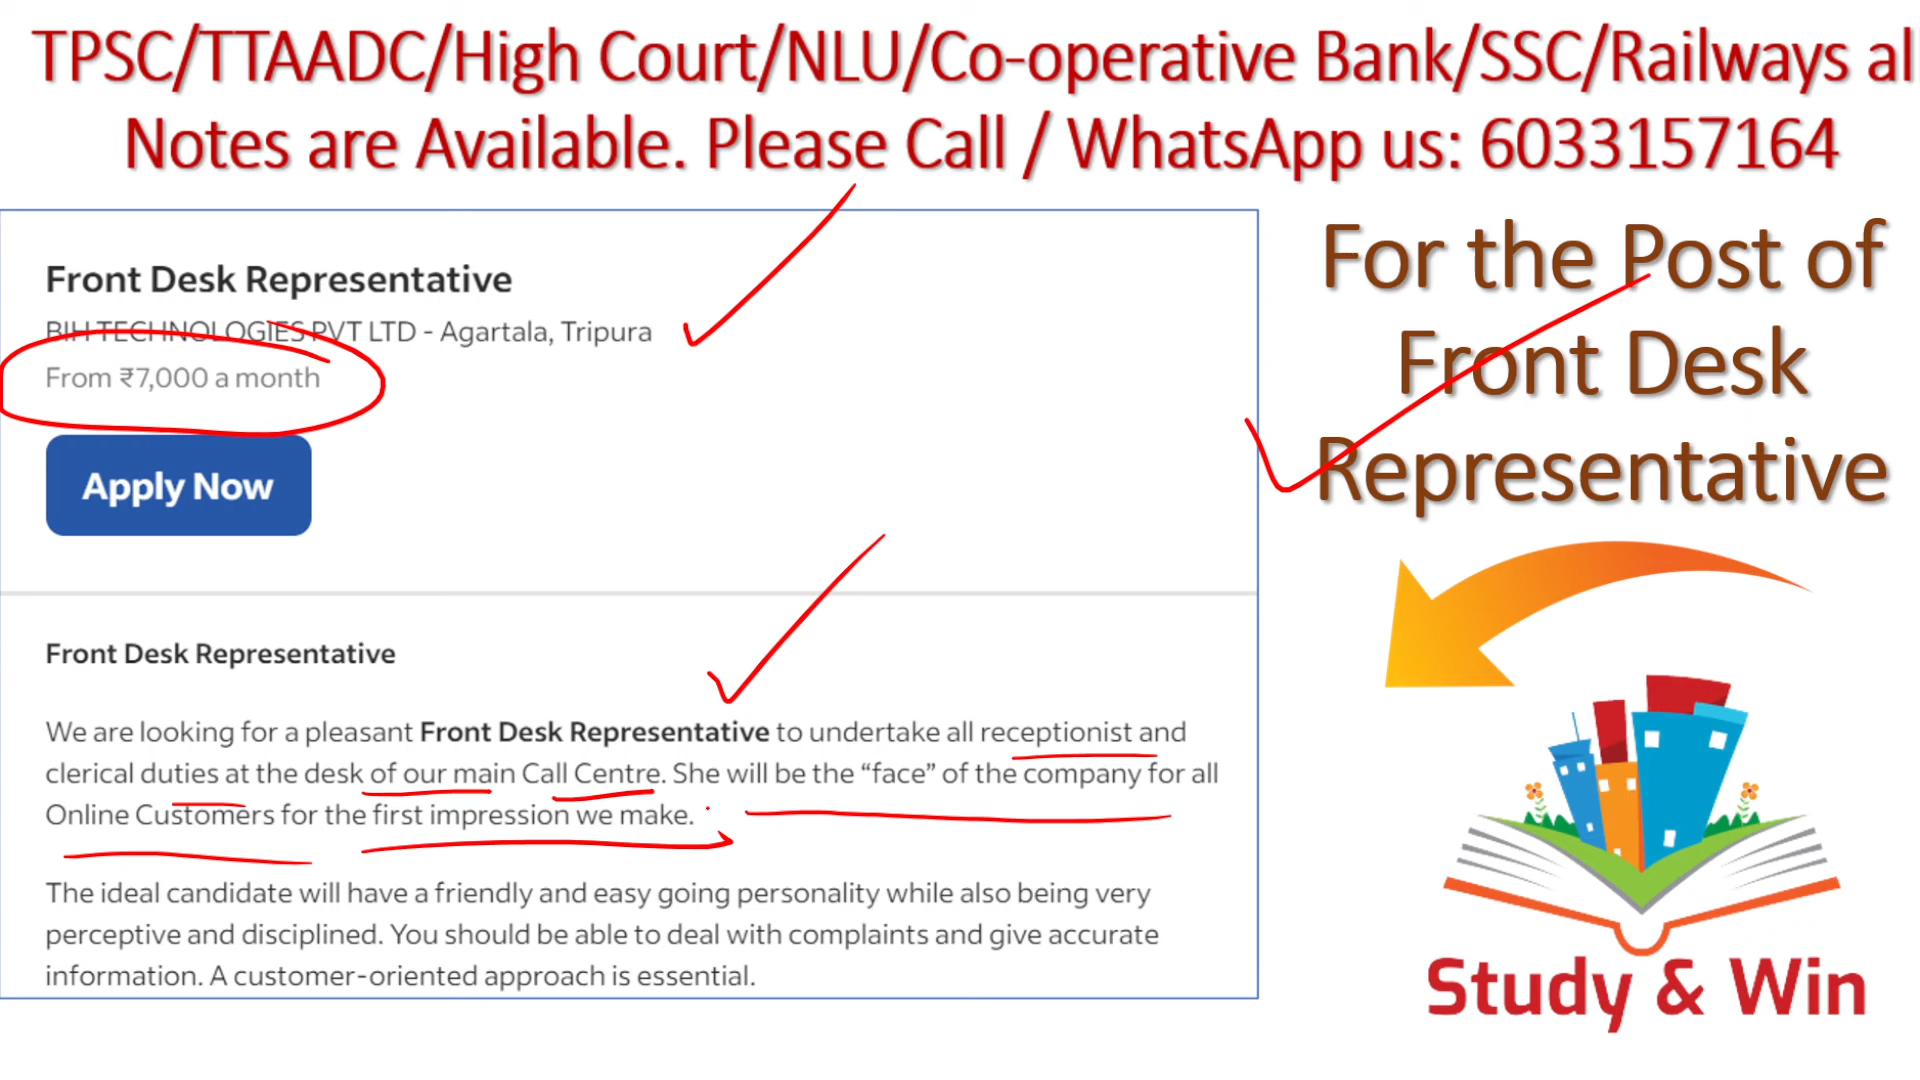 TPSC/TTAADC/High Court/NLU/Co-operative Bank/SSC/Railways al
Notes are Available. Please Call / WhatsApp us: 6033157164
Front Desk Representative
BIH TECHNOLOGIES PVT LTD - Agartala, Tripura
From ₹7,000 a month
Apply Now
For the Post of
Front Desk
Representative
Front Desk Representative
We are looking for a pleasant Front Desk Representative to undertake all receptionist and
clerical duties at the desk of our main Call Centre. She will be the “face” of the company for all
Online Customers for the first impression we make.
The ideal candidate will have a friendly and easy going personality while also being very
perceptive and disciplined. You should be able to deal with complaints and give accurate
information. A customer-oriented approach is essential.
Study & Win